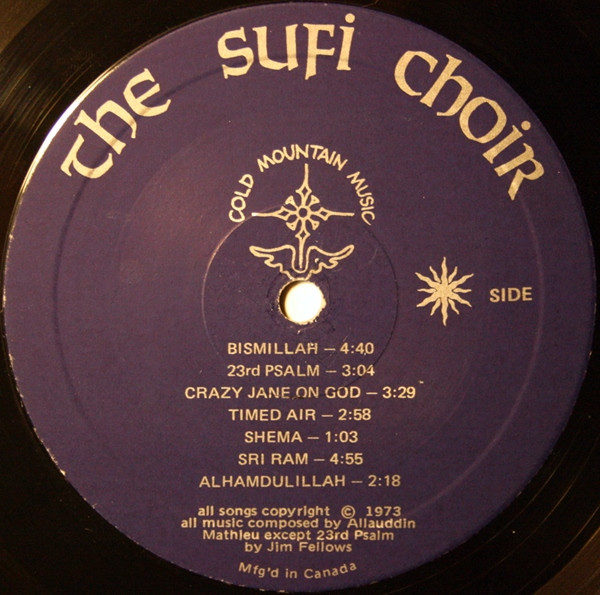 the sufi choir
COLD MOUNTAIN MUSIC
SIDE
BISMILLAH — 4:40
23rd PSALM — 3:04
CRAZY JANE ON GOD — 3:29
TIMED AIR — 2:58
SHEMA — 1:03
SRI RAM — 4:55
ALHAMDULILLAH — 2:18
all songs copyright © 1973
all music composed by Allauddin
Mathieu except 23rd Psalm
by Jim Fellows
Mfg'd in Canada